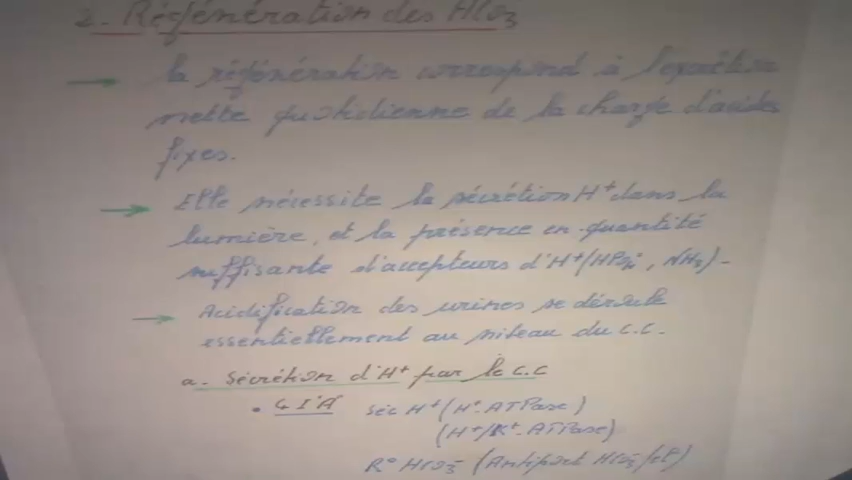 2. Régénération des HCO3
→ la régénération correspond à l'excrétion
nette quotidienne de la charge d'acides
fixes.
→ Elle nécessite la sécrétion H+ dans la
lumière, et la présence en quantité
suffisante d'accepteurs d'H+ (HPO4-, NH3).
→ Acidification des urines se déroule
essentiellement au niveau du C.C.
a. Sécrétion d'H+ par le C.C
• C I A séc H+ (H+-ATPase)
(H+/K+-ATPase)
R° HCO3- (Antiport HCO3-/Cl-)